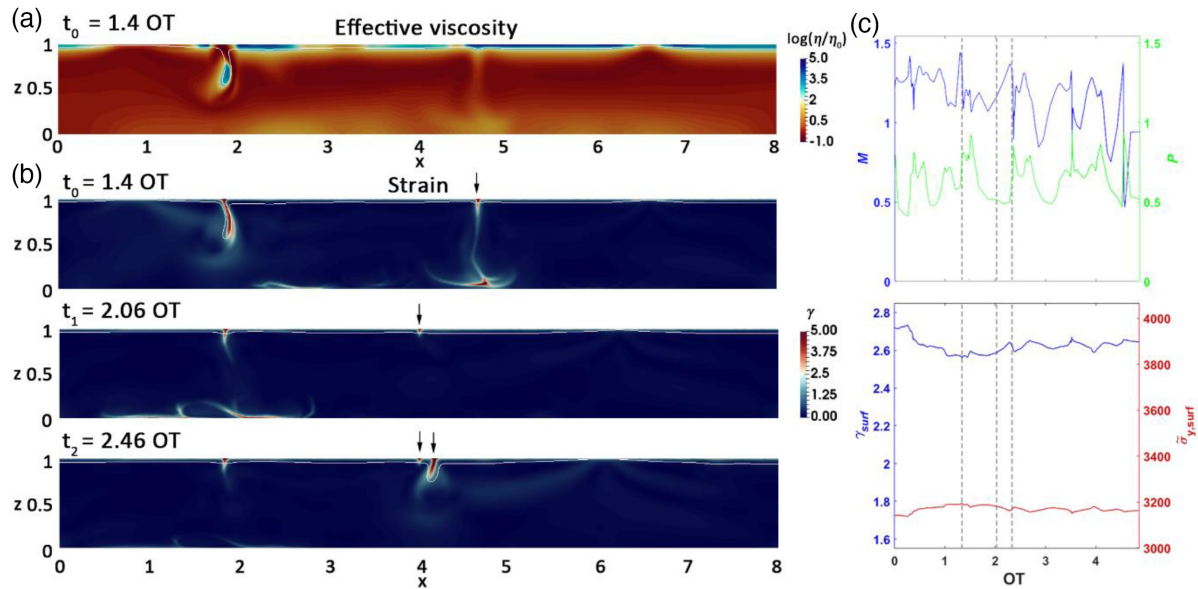 (a)
t₀ = 1.4 OT
Effective viscosity
1
z 0.5
0
0 1 2 3 4 5 6 7 8
x
log(η/η₀)
5.0
3.5
2
0.5
-1.0
(b)
t₀ = 1.4 OT
Strain
1
z 0.5
0
t₁ = 2.06 OT
1
z 0.5
0
γ
5.00
3.75
2.5
1.25
0.00
t₂ = 2.46 OT
1
z 0.5
0
0 1 2 3 4 5 6 7 8
x
(c)
1.5
1
0.5
0
M
1.5
1
0.5
0
P
2.8
2.6
2.4
2.2
2
1.8
1.6
γsurf
4000
3800
3600
3400
3200
3000
σ̃y,surf
0 1 2 3 4
OT